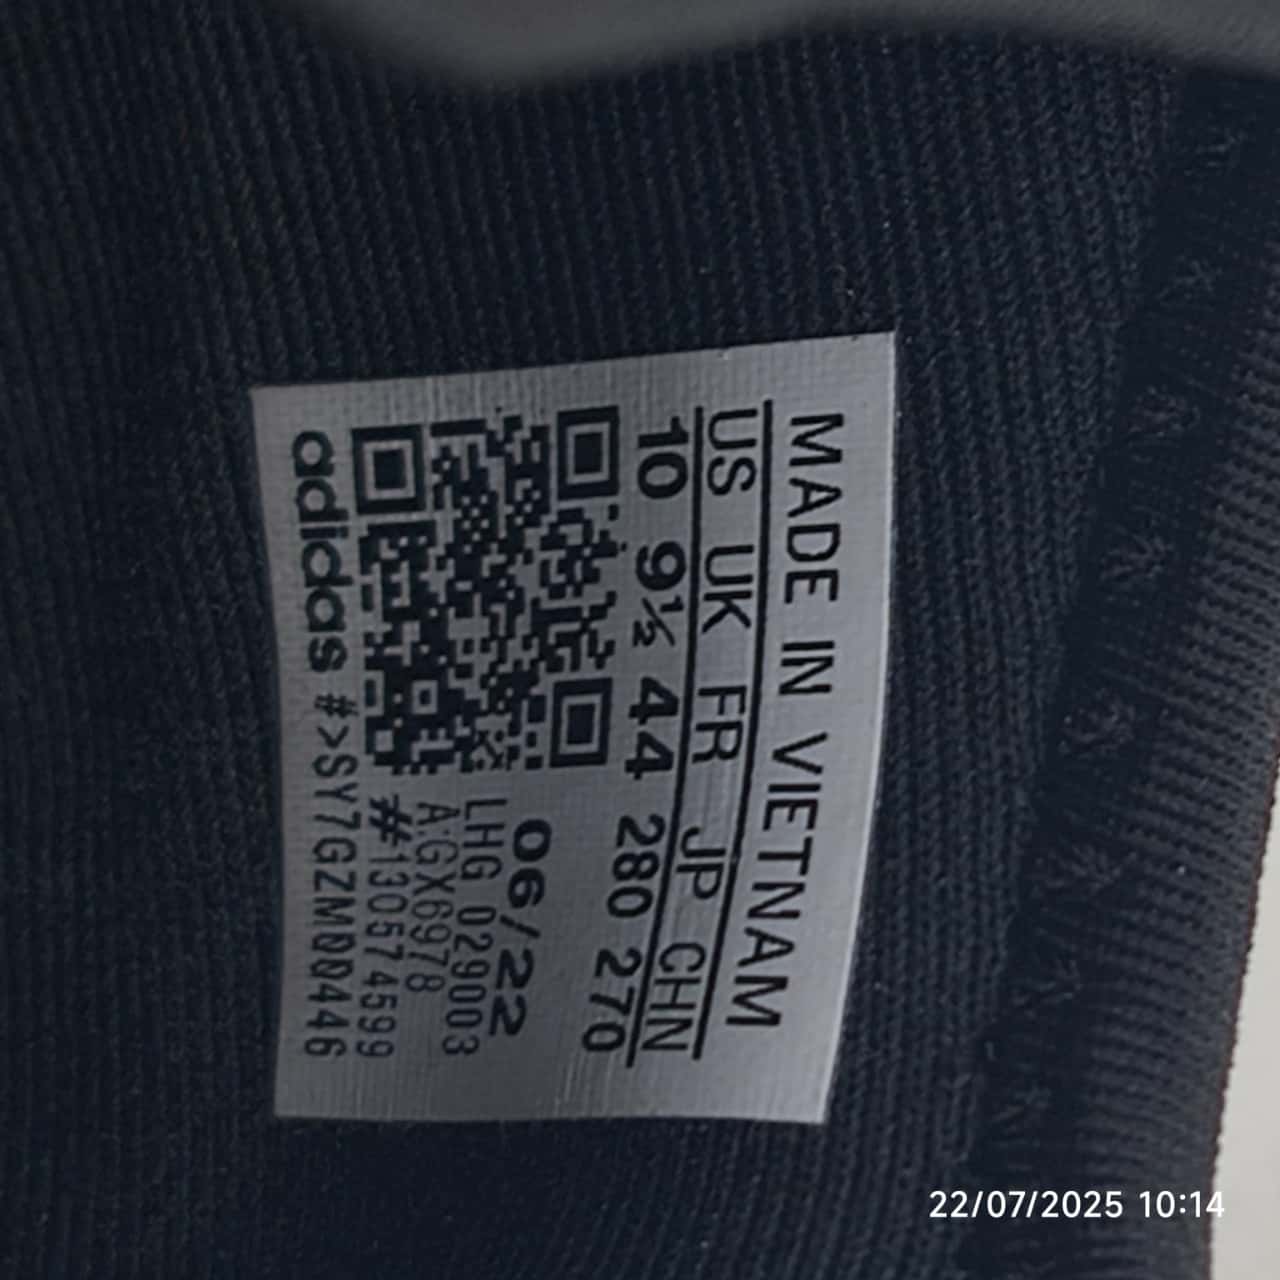 MADE IN VIETNAM
US UK FR JP CHN
10 9½ 44 280 270
06/22
LHG 029003
A:GX6978
#130574599
adidas #>SY7GZM00446
22/07/2025 10:14